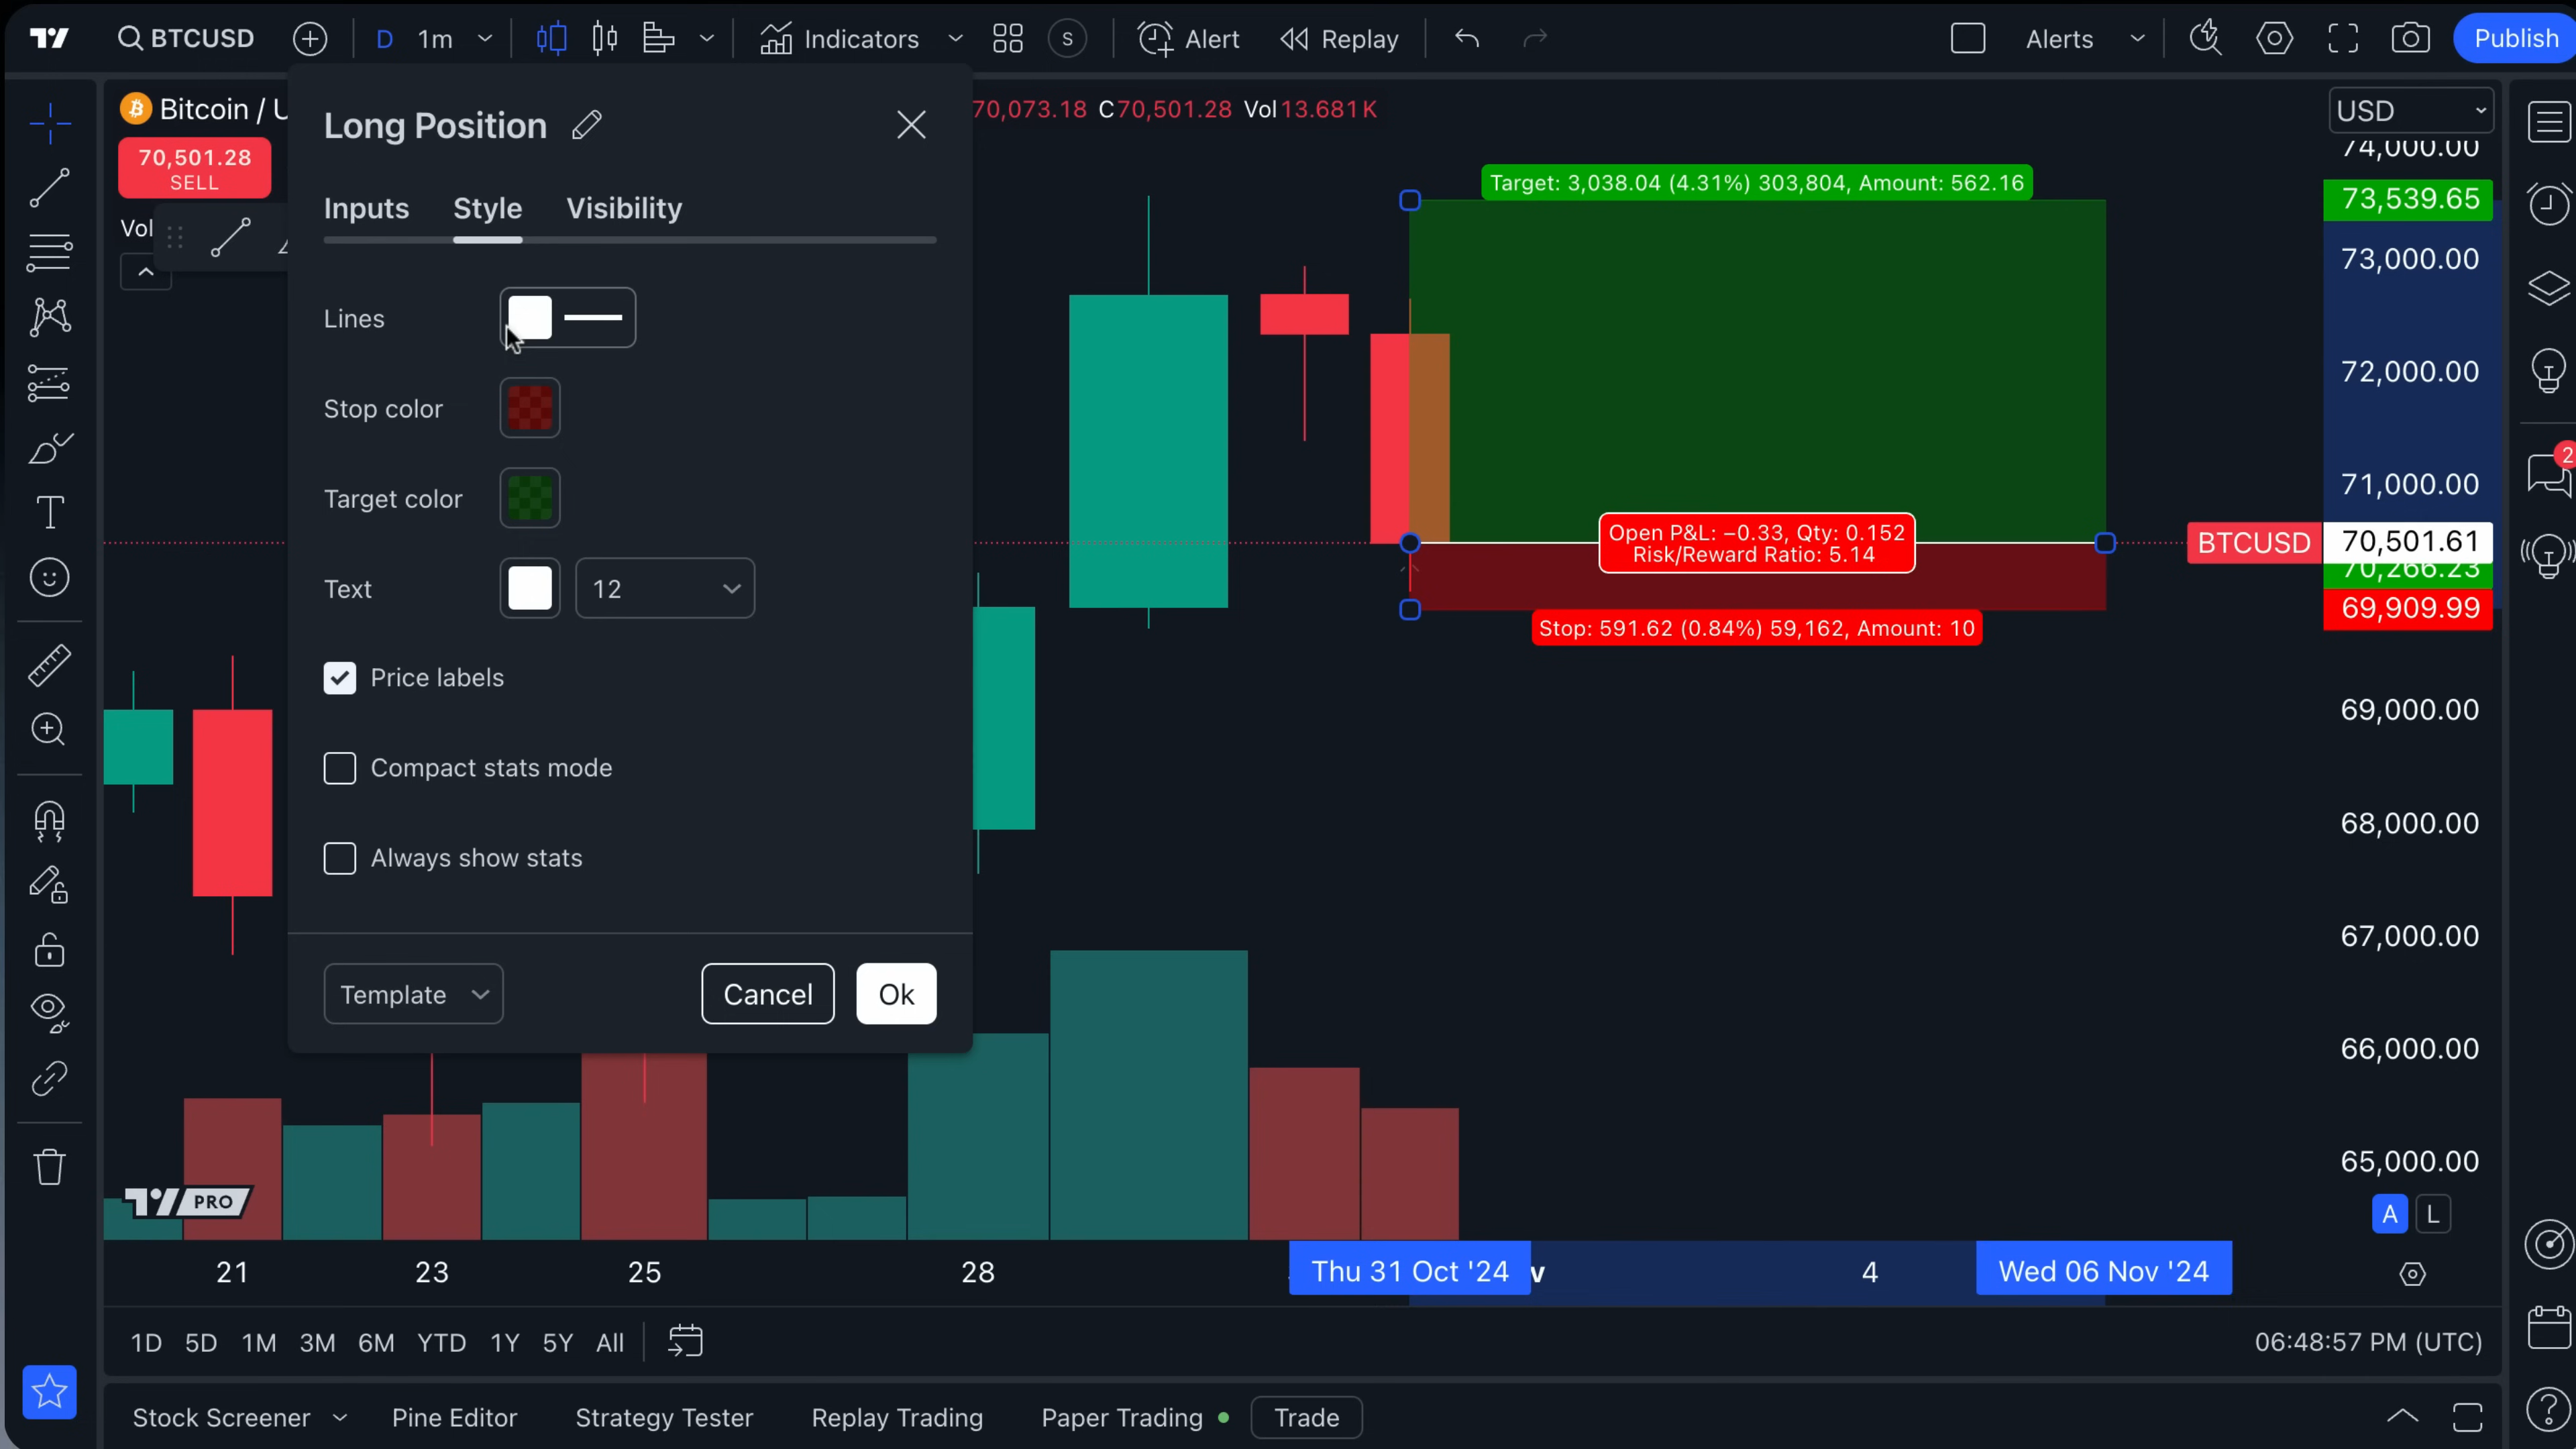 BTCUSD
D 1m
Indicators
S
Alert
Replay
Alerts
Publish
Bitcoin / U
70,073.18 C70,501.28 Vol13.681K
USD
70,501.28
SELL
Vol
Long Position
Inputs Style Visibility
Lines
Stop color
Target color
Text
12
Price labels
Compact stats mode
Always show stats
Template
Cancel
Ok
Target: 3,038.04 (4.31%) 303,804, Amount: 562.16
Open P&L: −0.33, Qty: 0.152
Risk/Reward Ratio: 5.14
Stop: 591.62 (0.84%) 59,162, Amount: 10
74,000.00
73,539.65
73,000.00
72,000.00
71,000.00
BTCUSD 70,501.61
70,266.23
69,909.99
69,000.00
68,000.00
67,000.00
66,000.00
65,000.00
2
PRO
A L
21 23 25 28 Thu 31 Oct '24 v 4 Wed 06 Nov '24
1D 5D 1M 3M 6M YTD 1Y 5Y All
06:48:57 PM (UTC)
Stock Screener Pine Editor Strategy Tester Replay Trading Paper Trading Trade